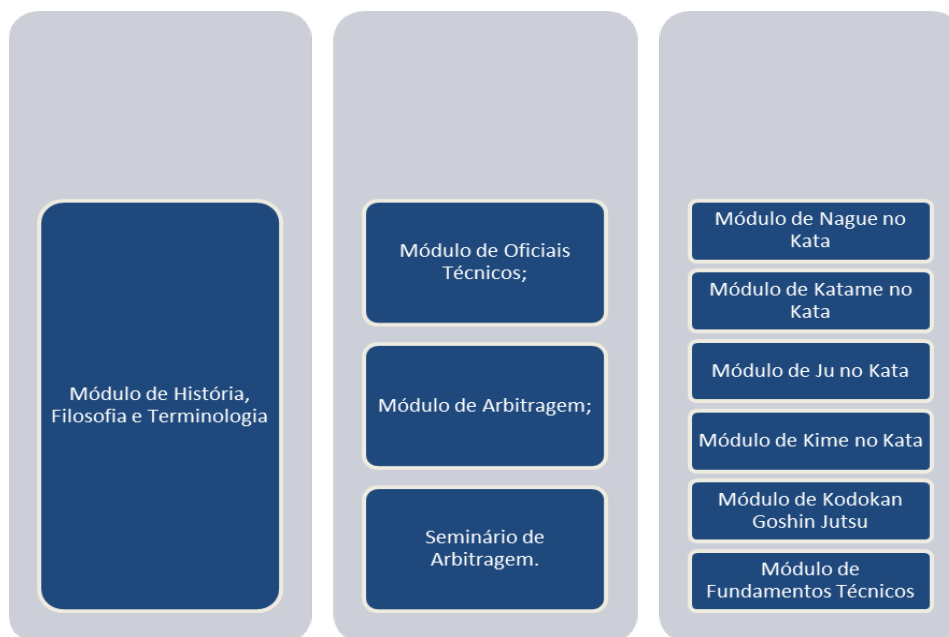 Módulo de História,
Filosofia e Terminologia
Módulo de Oficiais
Técnicos;
Módulo de Arbitragem;
Seminário de
Arbitragem.
Módulo de Nague no
Kata
Módulo de Katame no
Kata
Módulo de Ju no Kata
Módulo de Kime no Kata
Módulo de Kodokan
Goshin Jutsu
Módulo de
Fundamentos Técnicos